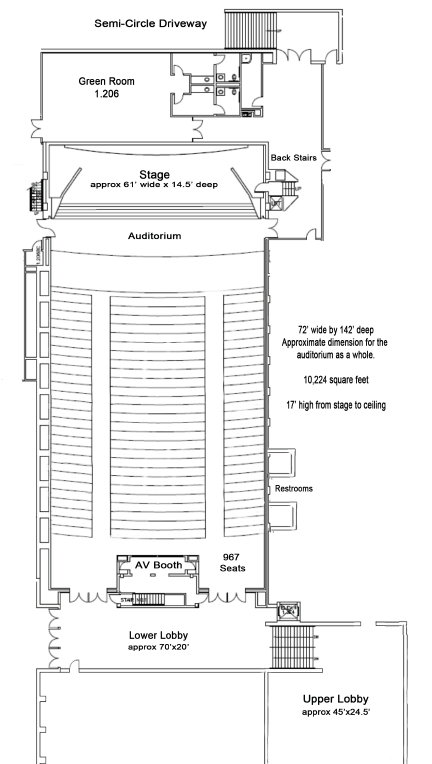 Semi-Circle Driveway
Green Room
1.206
Back Stairs
Stage
approx 61' wide x 14.5' deep
Auditorium
72' wide by 142' deep
Approximate dimension for the
auditorium as a whole.
10,224 square feet
17' high from stage to ceiling
Restrooms
967
Seats
AV Booth
STAIR
Lower Lobby
approx 70'x20'
Upper Lobby
approx 45'x24.5'